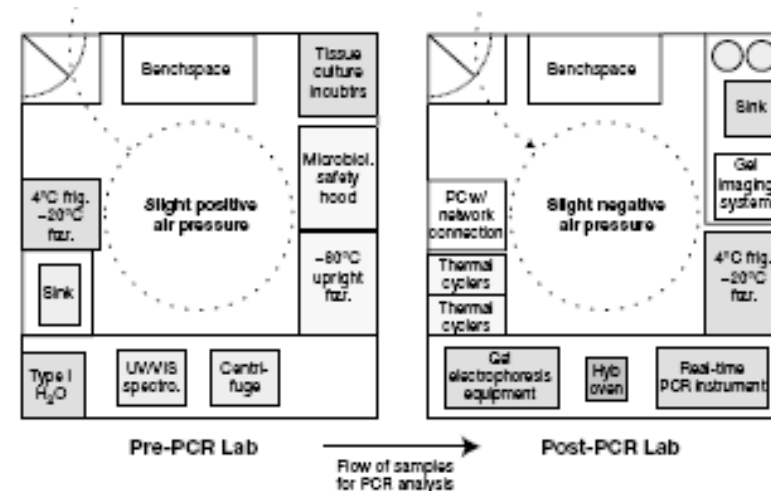 Benchspace
Tissue
culture
incubtrs
Microbiol.
safety
hood
4°C frig.
–20°C
frzr.
Slight positive
air pressure
–80°C
upright
frzr.
Sink
Type I
H₂O
UV/VIS
spectro.
Centri-
fuge
Pre-PCR Lab
Benchspace
Sink
Gel
imaging
system
PC w/
network
connection
Slight negative
air pressure
4°C frig.
–20°C
frzr.
Thermal
cyclers
Thermal
cyclers
Gel
electrophoresis
equipment
Hyb
oven
Real-time
PCR instrument
Post-PCR Lab
Flow of samples
for PCR analysis